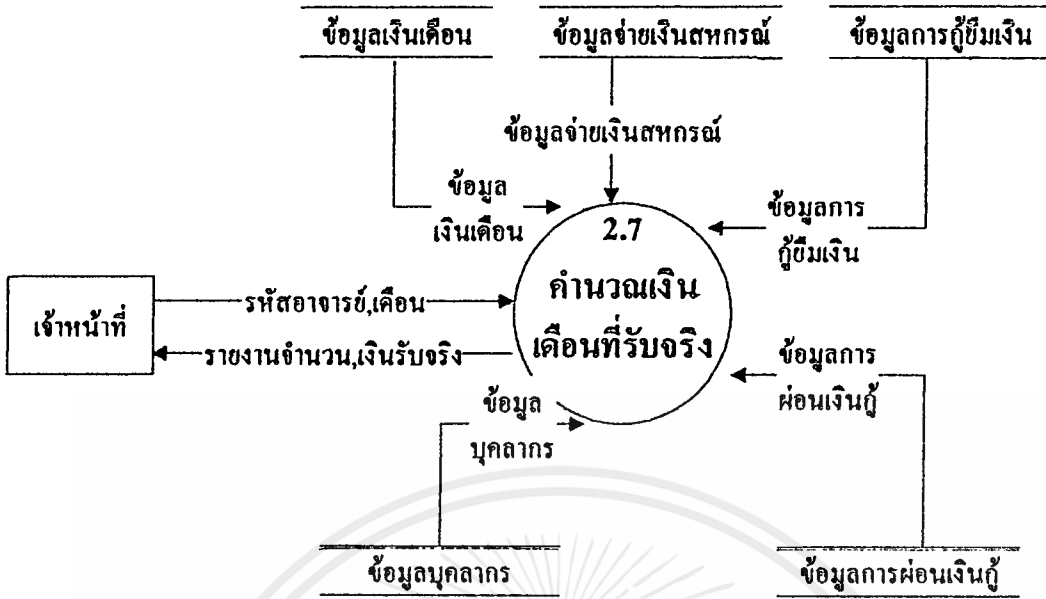 ข้อมูลเงินเดือน
ข้อมูลจ่ายเงินสหกรณ์
ข้อมูลการกู้ยืมเงิน
ข้อมูลจ่ายเงินสหกรณ์
ข้อมูล
เงินเดือน
ข้อมูลการ
กู้ยืมเงิน
2.7
คำนวณเงิน
เดือนที่รับจริง
เจ้าหน้าที่
รหัสอาจารย์,เดือน
รายงานจำนวน,เงินรับจริง
ข้อมูลการ
ผ่อนเงินกู้
ข้อมูล
บุคลากร
ข้อมูลบุคลากร
ข้อมูลการผ่อนเงินกู้